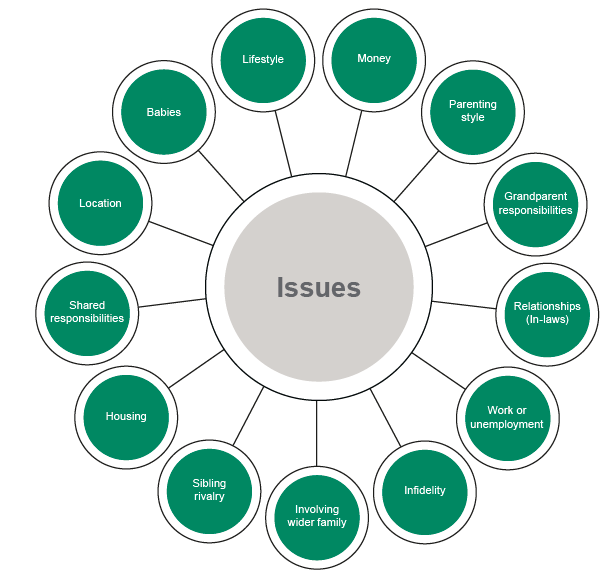 Lifestyle
Money
Babies
Parenting
style
Location
Grandparent
responsibilities
Issues
Shared
responsibilities
Relationships
(In-laws)
Housing
Work or
unemployment
Sibling
rivalry
Infidelity
Involving
wider family